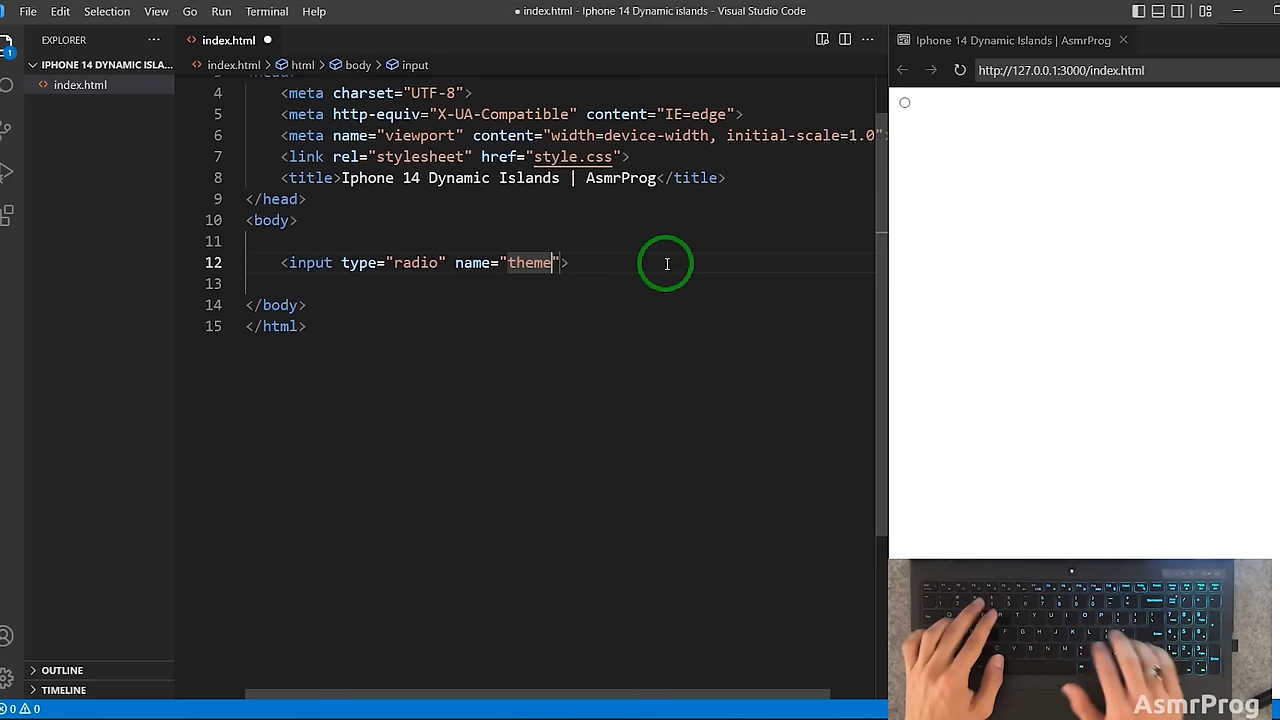 File Edit Selection View Go Run Terminal Help
● index.html - Iphone 14 Dynamic islands - Visual Studio Code
EXPLORER
1
IPHONE 14 DYNAMIC ISLA...
<> index.html
OUTLINE
TIMELINE
<> index.html ●
<> index.html > html > body > input
4 <meta charset="UTF-8">
5 <meta http-equiv="X-UA-Compatible" content="IE=edge">
6 <meta name="viewport" content="width=device-width, initial-scale=1.0">
7 <link rel="stylesheet" href="style.css">
8 <title>Iphone 14 Dynamic Islands | AsmrProg</title>
9 </head>
10 <body>
11
12 <input type="radio" name="theme">
13
14 </body>
15 </html>
0 0
Iphone 14 Dynamic Islands | AsmrProg
http://127.0.0.1:3000/index.html
AsmrProg